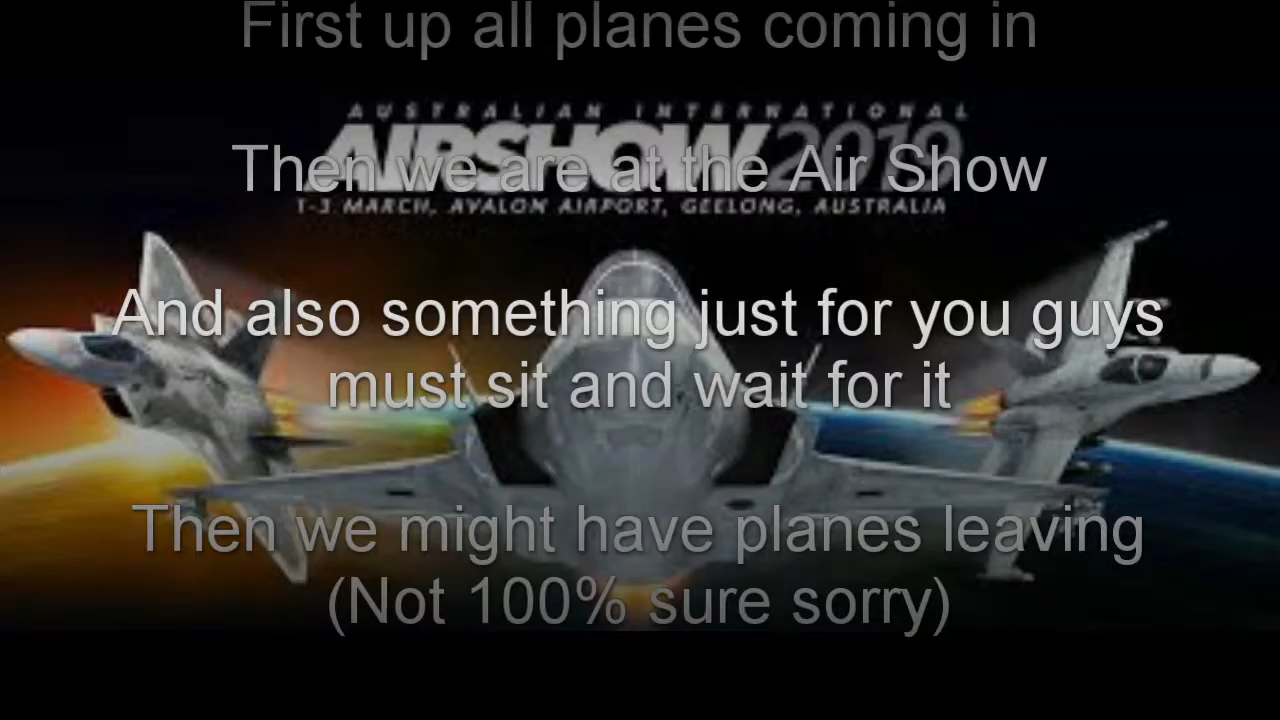 First up all planes coming in
AUSTRALIAN INTERNATIONAL
AIRSHOW 2019
Then we are at the Air Show
1-3 MARCH, AVALON AIRPORT, GEELONG, AUSTRALIA
And also something just for you guys
must sit and wait for it
Then we might have planes leaving
(Not 100% sure sorry)